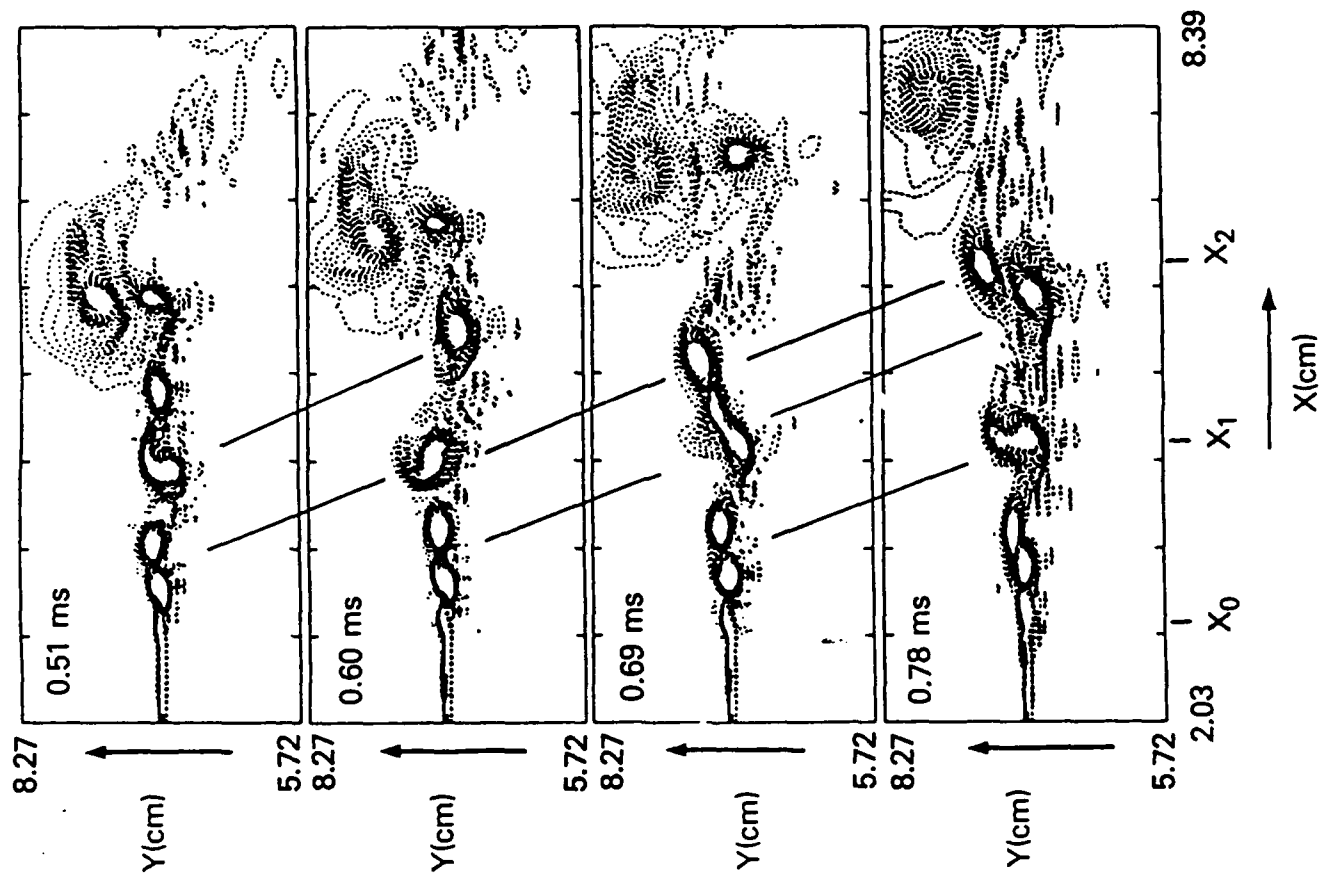 0.51 ms
8.27
Y(cm)
5.72
0.60 ms
8.27
Y(cm)
5.72
0.69 ms
8.27
Y(cm)
5.72
0.78 ms
8.27
Y(cm)
5.72
2.03
X0
X1
X2
8.39
X(cm)